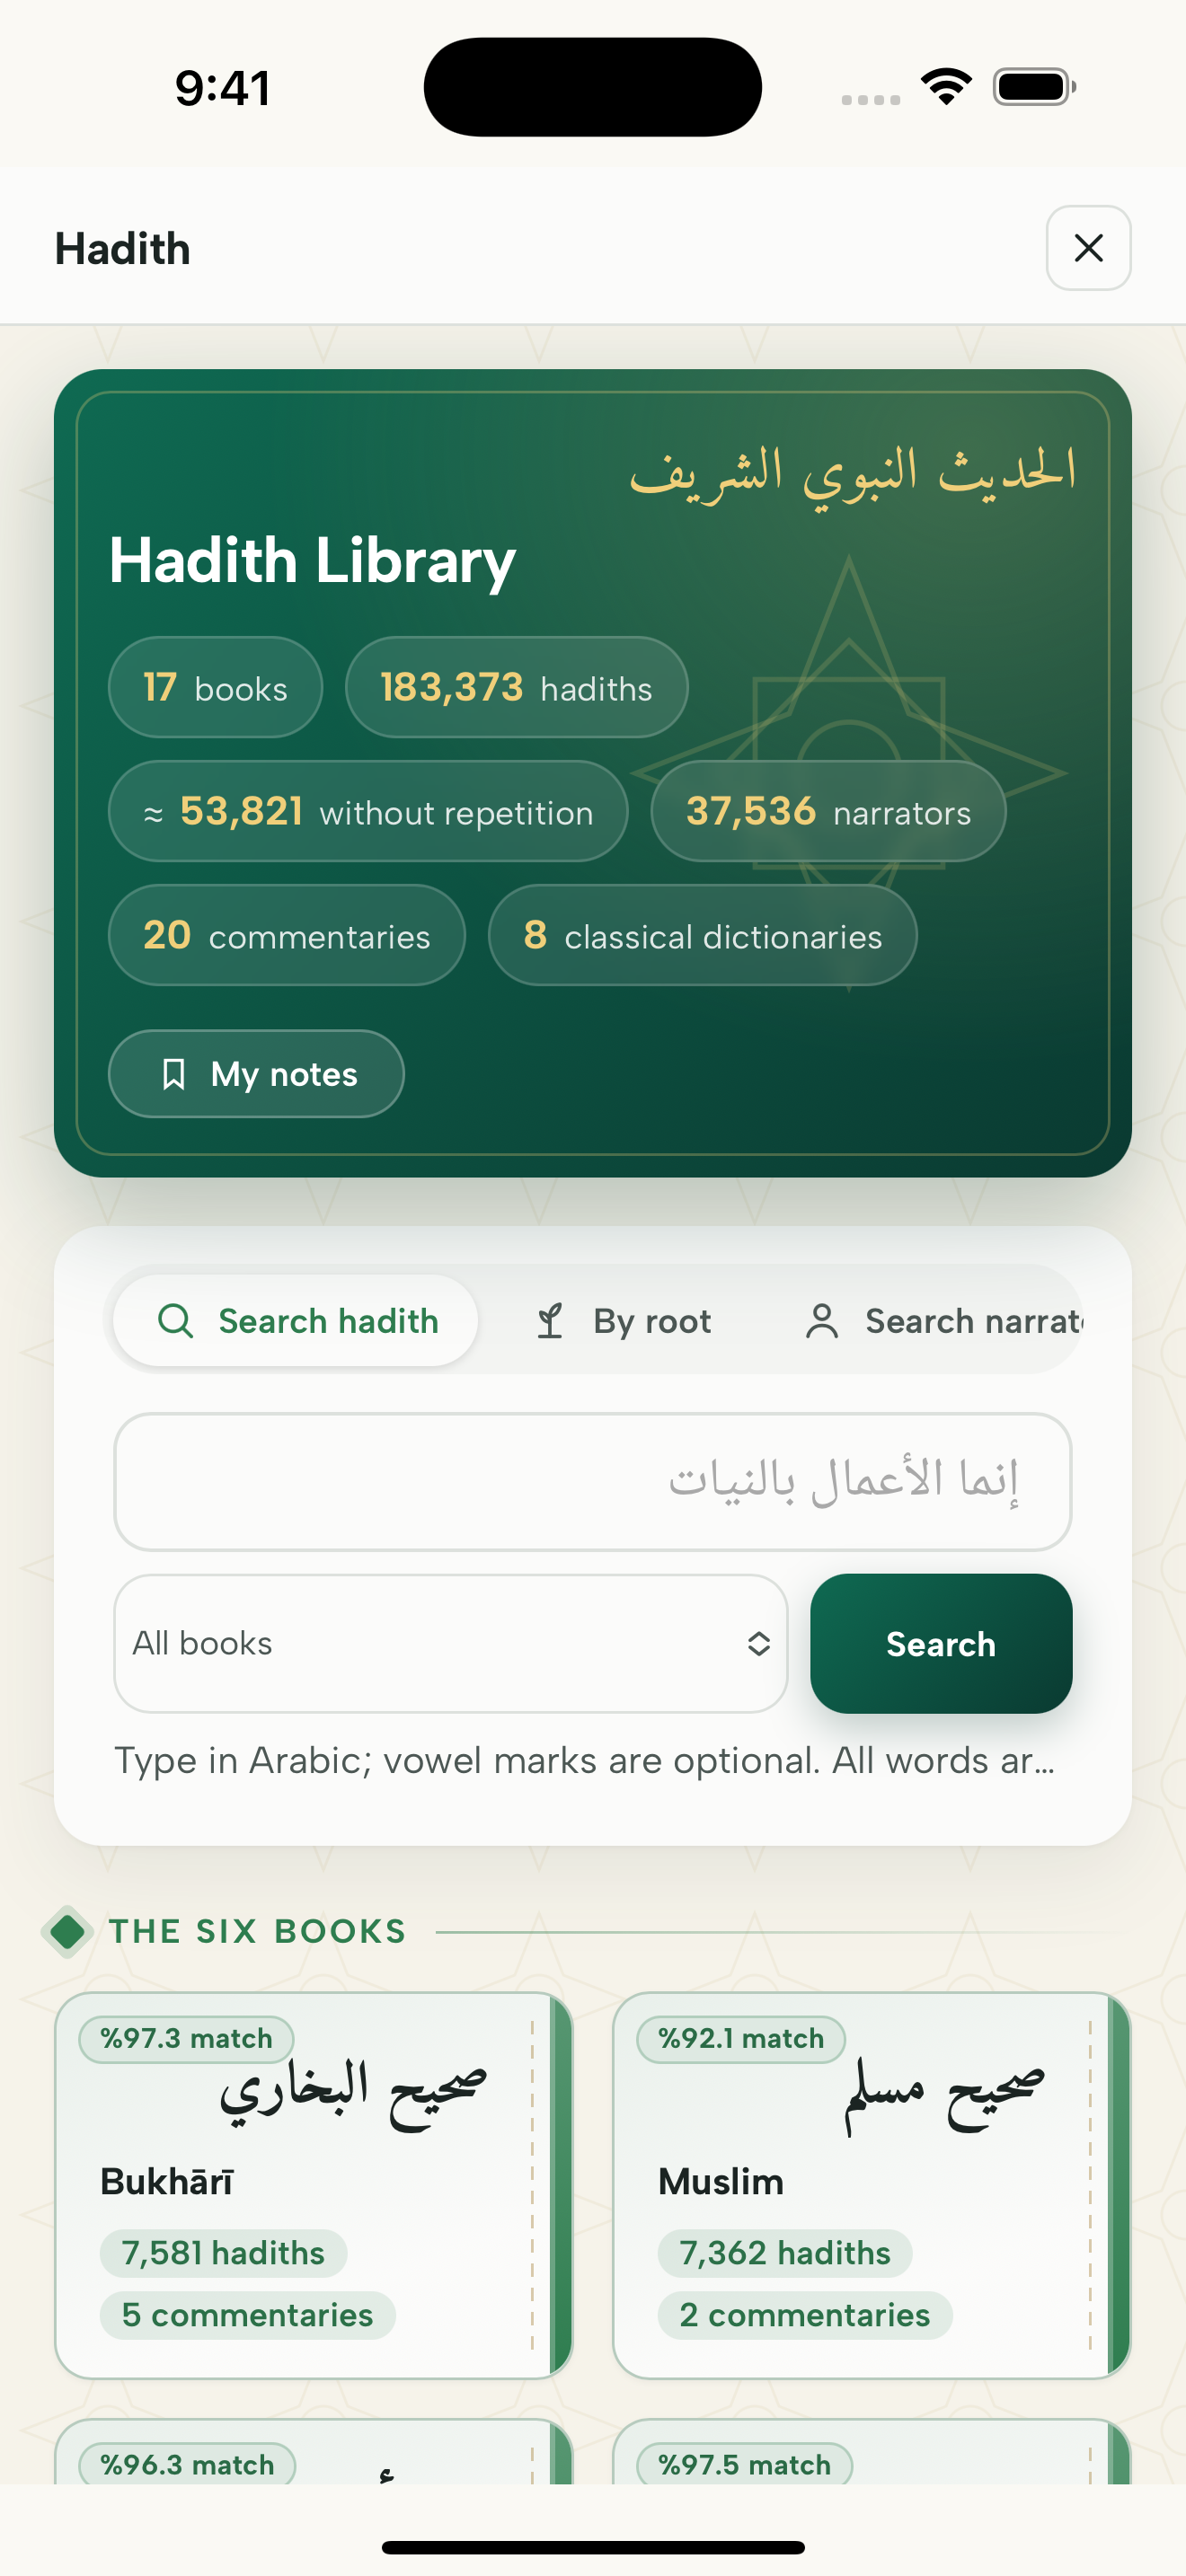 9:41
Hadith
الحديث النبوي الشريف
Hadith Library
17 books
183,373 hadiths
≈ 53,821 without repetition
37,536 narrators
20 commentaries
8 classical dictionaries
My notes
Search hadith
By root
Search narrat
إنما الأعمال بالنيات
All books
Search
Type in Arabic; vowel marks are optional. All words ar…
THE SIX BOOKS
%97.3 match
صحيح البخاري
Bukhārī
7,581 hadiths
5 commentaries
%92.1 match
صحيح مسلم
Muslim
7,362 hadiths
2 commentaries
%96.3 match
%97.5 match